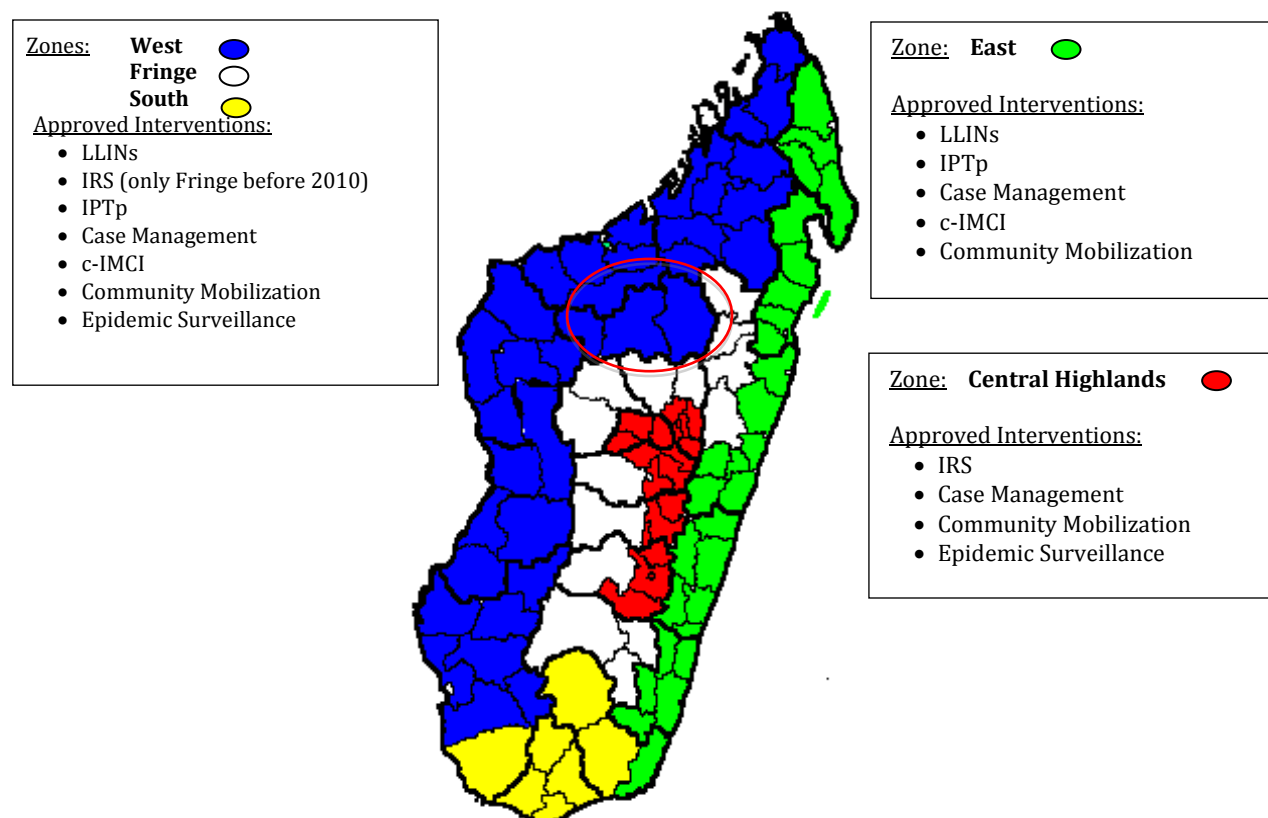 Zones: West
Fringe
South
Approved Interventions:
• LLINs
• IRS (only Fringe before 2010)
• IPTp
• Case Management
• c-IMCI
• Community Mobilization
• Epidemic Surveillance
Zone: East
Approved Interventions:
• LLINs
• IPTp
• Case Management
• c-IMCI
• Community Mobilization
Zone: Central Highlands
Approved Interventions:
• IRS
• Case Management
• Community Mobilization
• Epidemic Surveillance